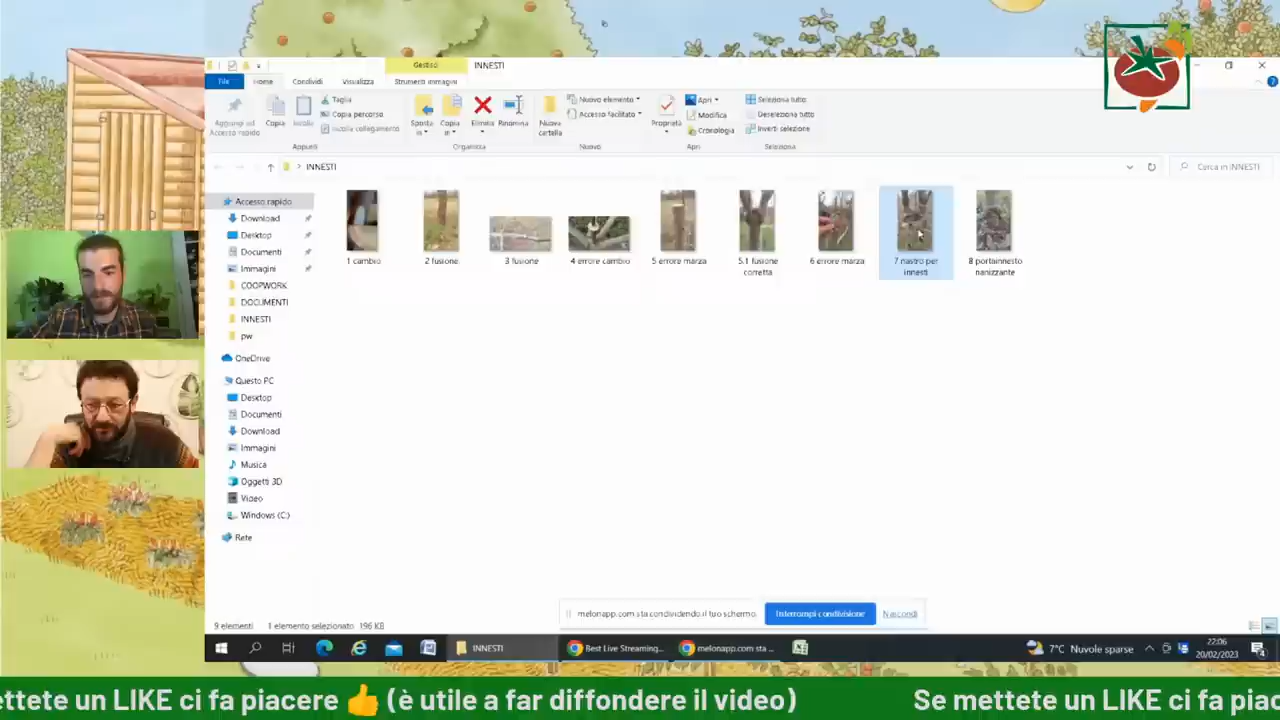 Gestisci
INNESTI
File
Home
Condividi
Visualizza
Strumenti immagini
Aggiungi ad Accesso rapido
Copia
Incolla
Taglia
Copia percorso
Incolla collegamento
Appunti
Sposta in
Copia in
Elimina
Rinomina
Organizza
Nuova cartella
Nuovo elemento
Accesso facilitato
Nuovo
Proprietà
Apri
Modifica
Cronologia
Apri
Seleziona tutto
Deseleziona tutto
Inverti selezione
Seleziona
INNESTI
Cerca in INNESTI
Accesso rapido
Download
Desktop
Documenti
Immagini
COOPWORK
DOCUMENTI
INNESTI
pw
OneDrive
Questo PC
Desktop
Documenti
Download
Immagini
Musica
Oggetti 3D
Video
Windows (C:)
Rete
1 cambio
2 fusione
3 fusione
4 errore cambio
5 errore marza
5.1 fusione corretta
6 errore marza
7 nastro per innesti
8 portainnesto nanizzante
melonapp.com sta condividendo il tuo schermo.
Interrompi condivisione
Nascondi
9 elementi
1 elemento selezionato 196 KB
INNESTI
Best Live Streaming...
melonapp.com sta ...
7°C Nuvole sparse
22:06
20/02/2023
4
ettete un LIKE ci fa piacere 👍 (è utile a far diffondere il video)
Se mettete un LIKE ci fa piac